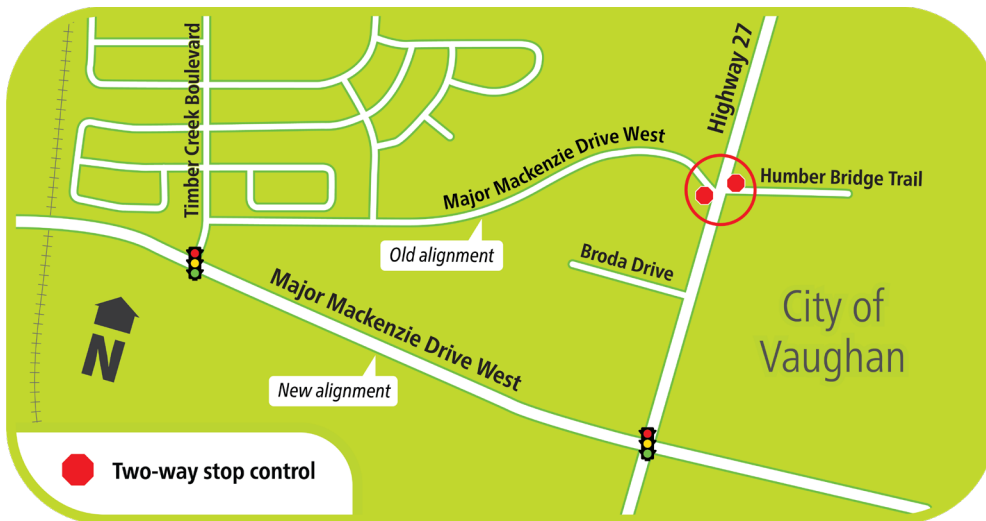 Timber Creek Boulevard
Highway 27
Major Mackenzie Drive West
Humber Bridge Trail
Old alignment
Broda Drive
Major Mackenzie Drive West
City of
Vaughan
N
New alignment
Two-way stop control